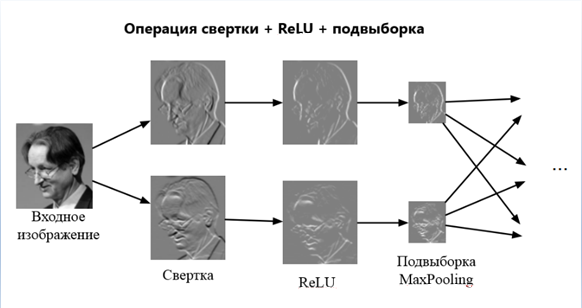 Операция свертки + ReLU + подвыборка
Входное
изображение
Свертка
ReLU
Подвыборка
MaxPooling
...